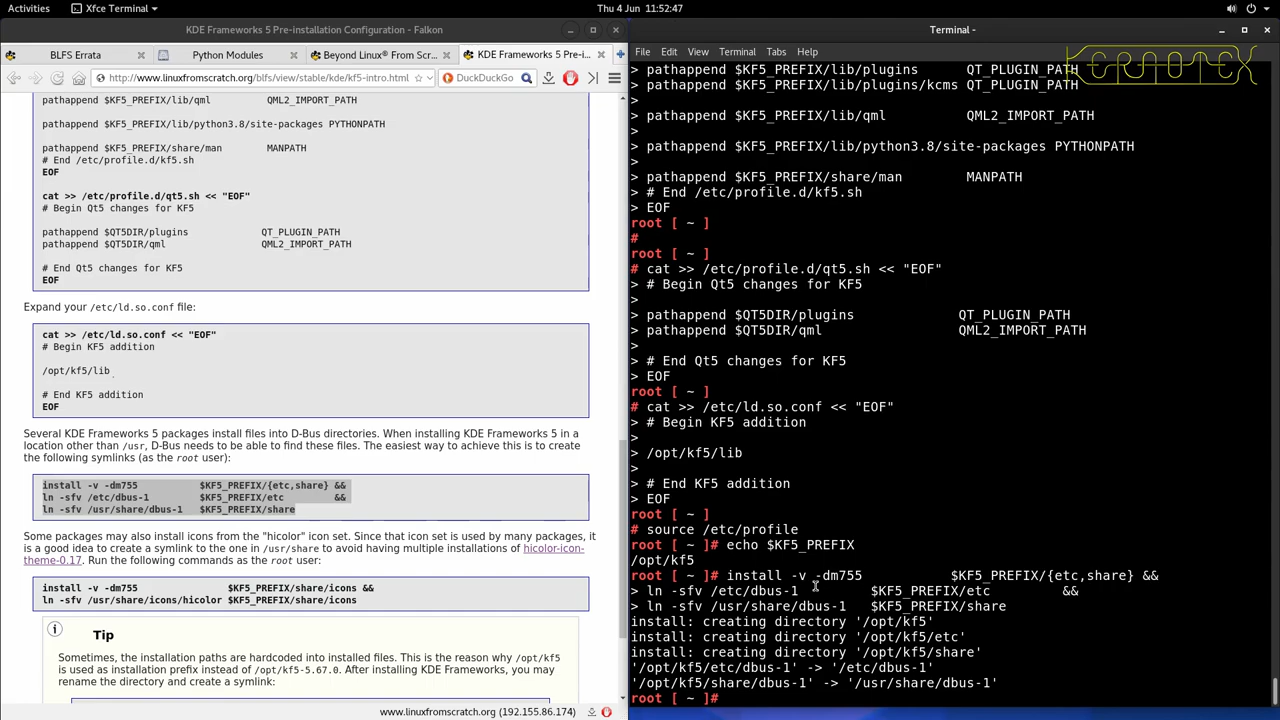 Activities
Xfce Terminal
Thu 4 Jun 11:52:47
KDE Frameworks 5 Pre-installation Configuration - Falkon
BLFS Errata
Python Modules
Beyond Linux® From Scr...
KDE Frameworks 5 Pre-i...
http://www.linuxfromscratch.org/blfs/view/stable/kde/kf5-intro.html
DuckDuckGo
pathappend $KF5_PREFIX/lib/qml QML2_IMPORT_PATH
pathappend $KF5_PREFIX/lib/python3.8/site-packages PYTHONPATH
pathappend $KF5_PREFIX/share/man MANPATH
# End /etc/profile.d/kf5.sh
EOF
cat >> /etc/profile.d/qt5.sh << "EOF"
# Begin Qt5 changes for KF5
pathappend $QT5DIR/plugins QT_PLUGIN_PATH
pathappend $QT5DIR/qml QML2_IMPORT_PATH
# End Qt5 changes for KF5
EOF
Expand your /etc/ld.so.conf file:
cat >> /etc/ld.so.conf << "EOF"
# Begin KF5 addition
/opt/kf5/lib
# End KF5 addition
EOF
Several KDE Frameworks 5 packages install files into D-Bus directories. When installing KDE Frameworks 5 in a
location other than /usr, D-Bus needs to be able to find these files. The easiest way to achieve this is to create
the following symlinks (as the root user):
install -v -dm755 $KF5_PREFIX/{etc,share} &&
ln -sfv /etc/dbus-1 $KF5_PREFIX/etc &&
ln -sfv /usr/share/dbus-1 $KF5_PREFIX/share
Some packages may also install icons from the "hicolor" icon set. Since that icon set is used by many packages, it
is a good idea to create a symlink to the one in /usr/share to avoid having multiple installations of hicolor-icon-
theme-0.17. Run the following commands as the root user:
install -v -dm755 $KF5_PREFIX/share/icons &&
ln -sfv /usr/share/icons/hicolor $KF5_PREFIX/share/icons
Tip
Sometimes, the installation paths are hardcoded into installed files. This is the reason why /opt/kf5
is used as installation prefix instead of /opt/kf5-5.67.0. After installing KDE Frameworks, you may
rename the directory and create a symlink:
www.linuxfromscratch.org (192.155.86.174)
Terminal -
File Edit View Terminal Tabs Help
KERNOTEX
> pathappend $KF5_PREFIX/lib/plugins QT_PLUGIN_PATH
> pathappend $KF5_PREFIX/lib/plugins/kcms QT_PLUGIN_PATH
>
> pathappend $KF5_PREFIX/lib/qml QML2_IMPORT_PATH
>
> pathappend $KF5_PREFIX/lib/python3.8/site-packages PYTHONPATH
>
> pathappend $KF5_PREFIX/share/man MANPATH
> # End /etc/profile.d/kf5.sh
> EOF
root [ ~ ]
#
root [ ~ ]
# cat >> /etc/profile.d/qt5.sh << "EOF"
> # Begin Qt5 changes for KF5
>
> pathappend $QT5DIR/plugins QT_PLUGIN_PATH
> pathappend $QT5DIR/qml QML2_IMPORT_PATH
>
> # End Qt5 changes for KF5
> EOF
root [ ~ ]
# cat >> /etc/ld.so.conf << "EOF"
> # Begin KF5 addition
>
> /opt/kf5/lib
>
> # End KF5 addition
> EOF
root [ ~ ]
# source /etc/profile
root [ ~ ]# echo $KF5_PREFIX
/opt/kf5
root [ ~ ]# install -v -dm755 $KF5_PREFIX/{etc,share} &&
> ln -sfv /etc/dbus-1 $KF5_PREFIX/etc &&
> ln -sfv /usr/share/dbus-1 $KF5_PREFIX/share
install: creating directory '/opt/kf5'
install: creating directory '/opt/kf5/etc'
install: creating directory '/opt/kf5/share'
'/opt/kf5/etc/dbus-1' -> '/etc/dbus-1'
'/opt/kf5/share/dbus-1' -> '/usr/share/dbus-1'
root [ ~ ]#